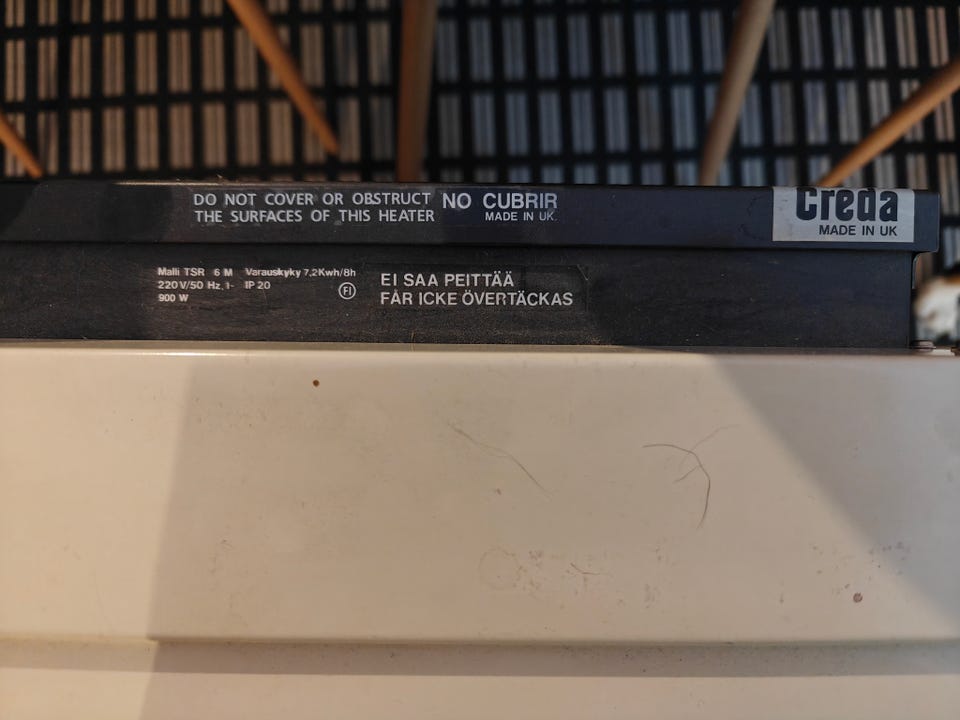 DO NOT COVER OR OBSTRUCT
THE SURFACES OF THIS HEATER
NO CUBRIR
MADE IN UK.
creda
MADE IN UK
Malli TSR 6 M Varauskyky 7,2Kwh/8h
220V/50 Hz, 1- IP 20
900 W
FI
EI SAA PEITTÄÄ
FÅR ICKE ÖVERTÄCKAS